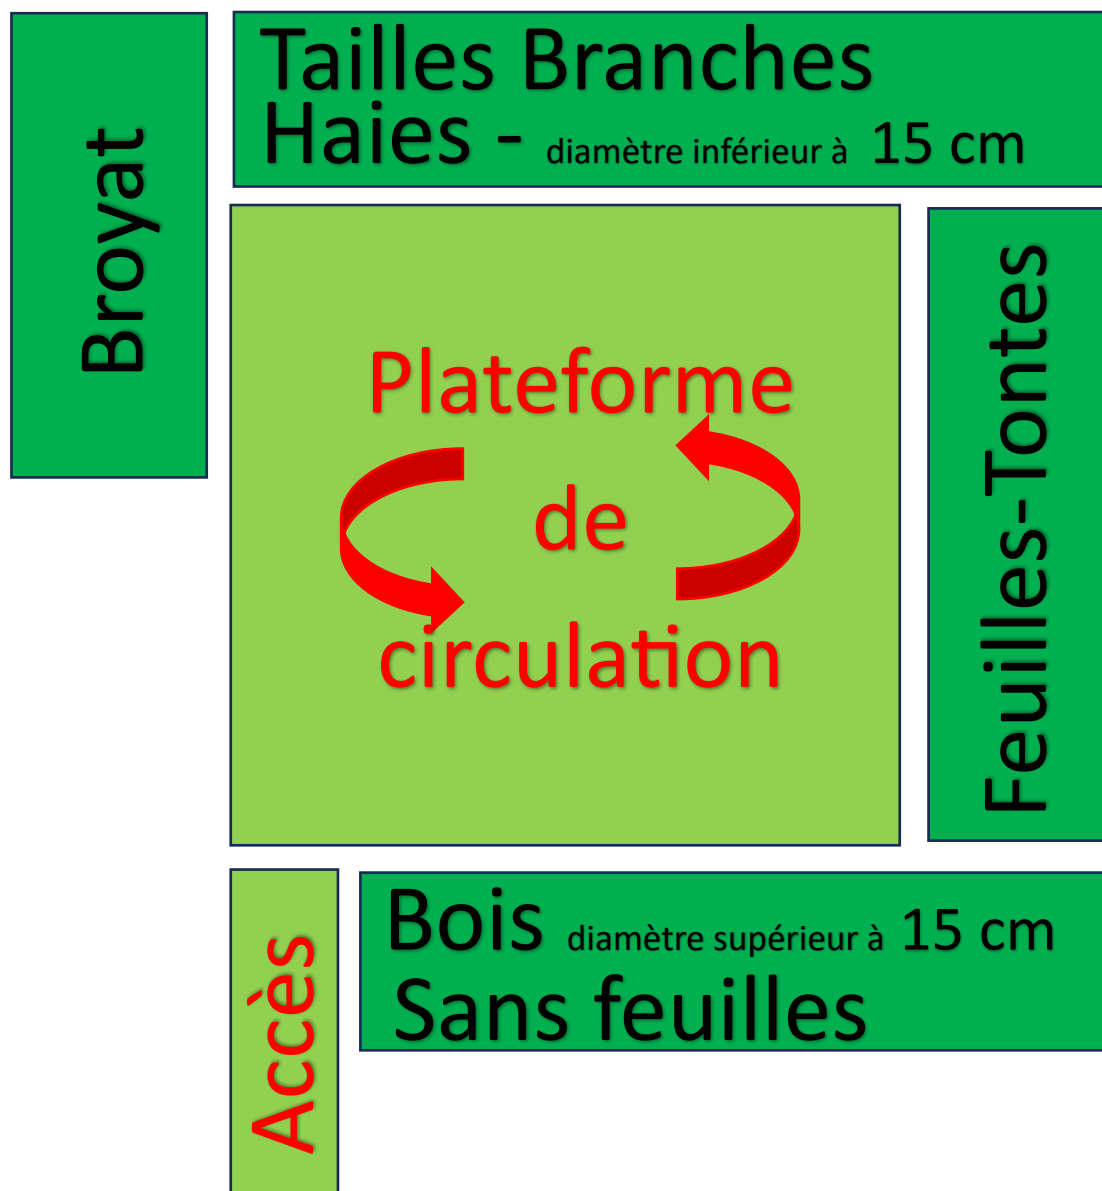 Broyat
Tailles Branches
Haies - diamètre inférieur à 15 cm
Plateforme
de
circulation
Feuilles-Tontes
Accès
Bois diamètre supérieur à 15 cm
Sans feuilles